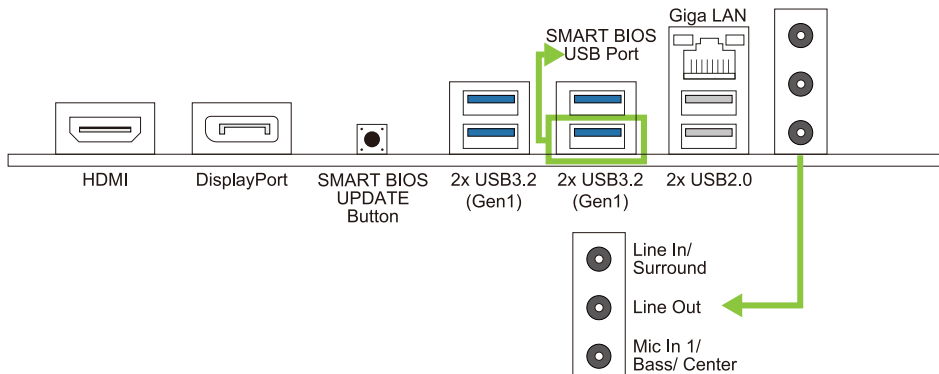 Giga LAN
SMART BIOS
USB Port
HDMI
DisplayPort
SMART BIOS
UPDATE
Button
2x USB3.2
(Gen1)
2x USB3.2
(Gen1)
2x USB2.0
Line In/
Surround
Line Out
Mic In 1/
Bass/ Center